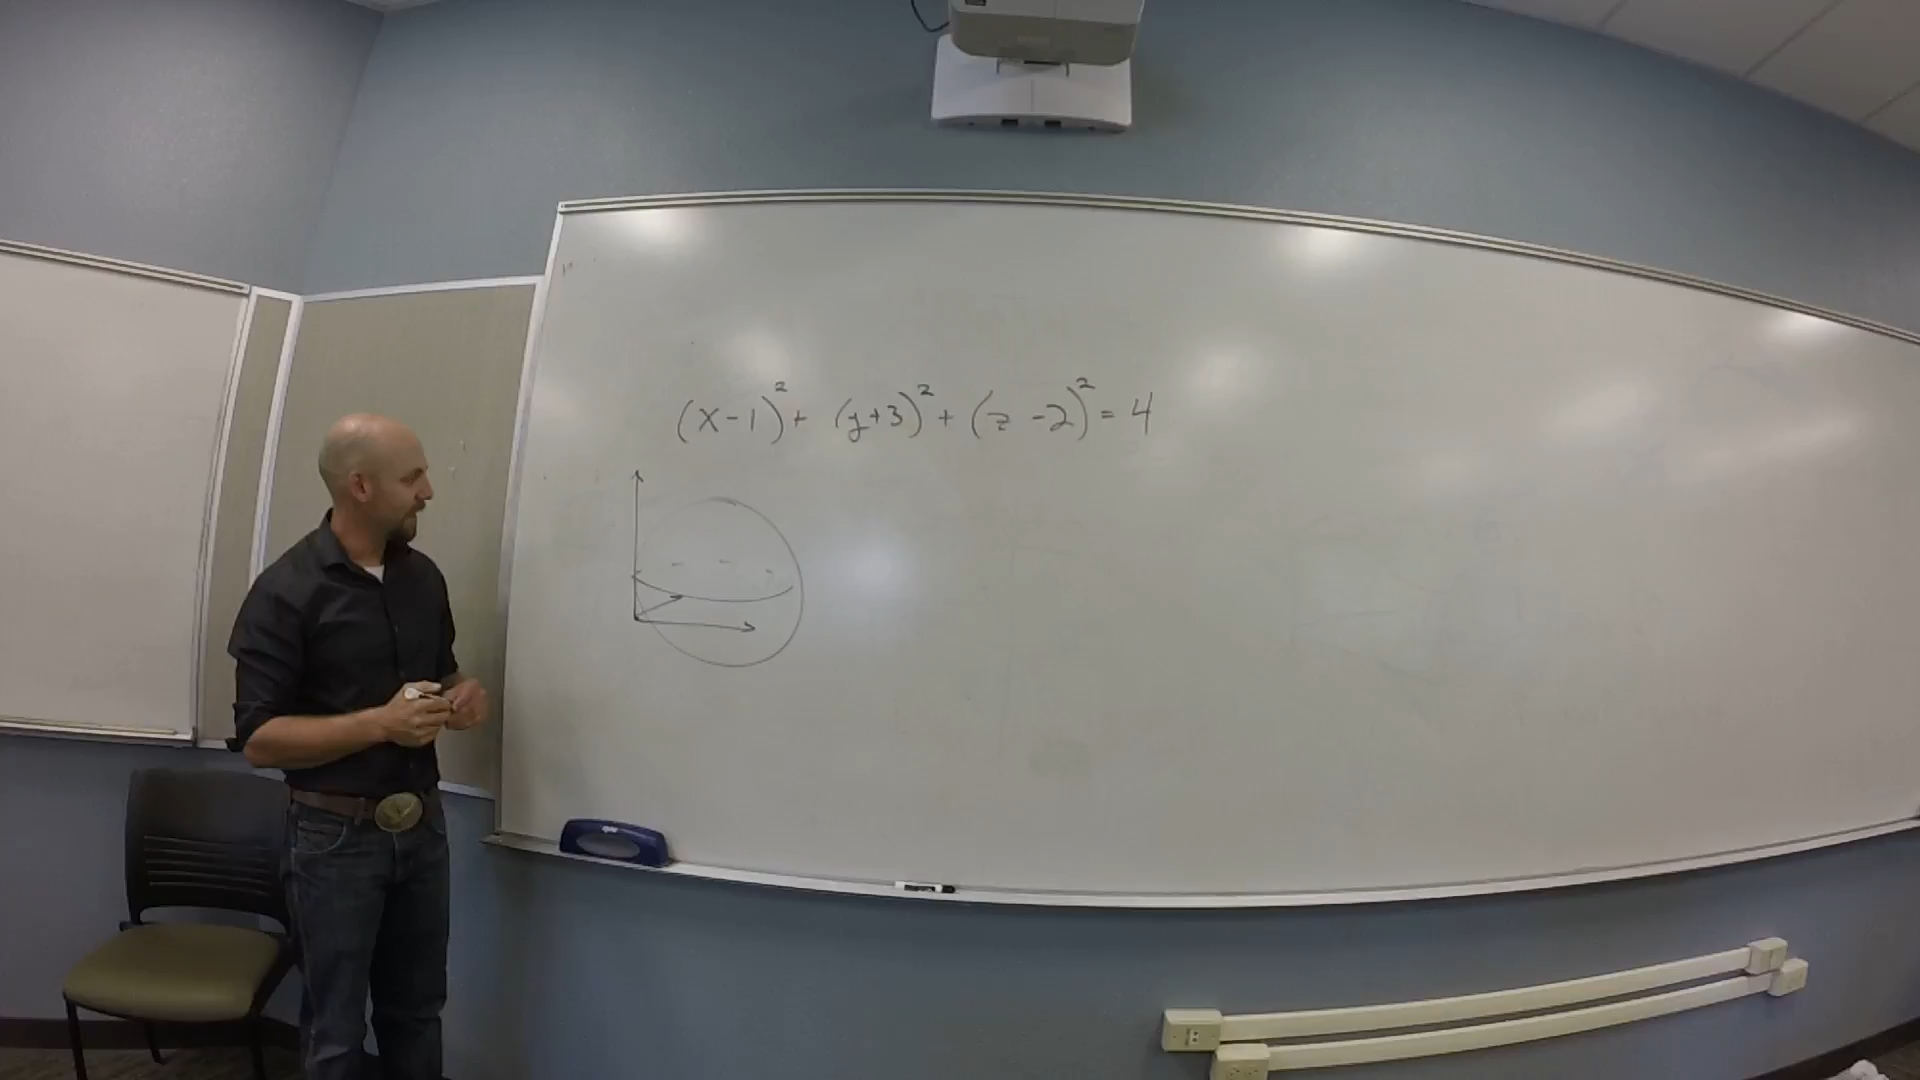 (x-1)² + (y+3)² + (z-2)² = 4